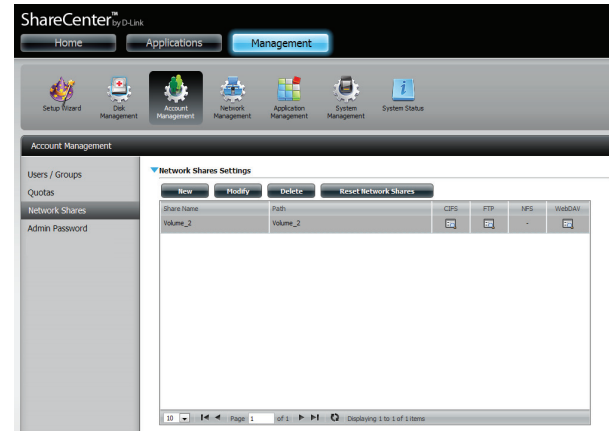 ShareCenter™ by D-Link
Home Applications Management
Setup Wizard Disk Management Account Management Network Management Application Management System Management System Status
Account Management
Users / Groups
Quotas
Network Shares
Admin Password
Network Shares Settings
New Modify Delete Reset Network Shares
Share Name Path CIFS FTP NFS WebDAV
Volume_2 Volume_2 -
10 Page 1 of 1 Displaying 1 to 1 of 1 items